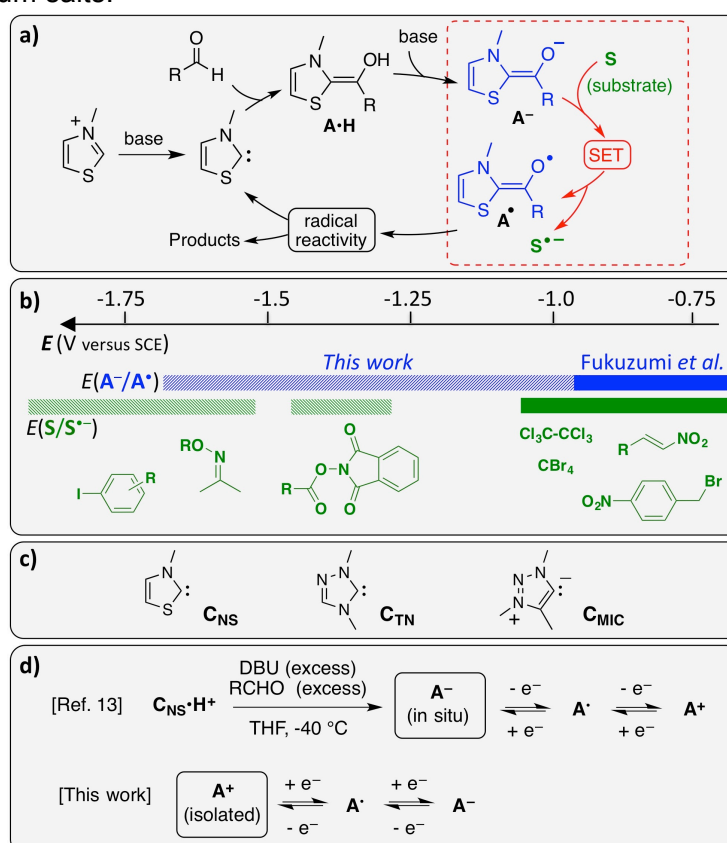 um salts.
a)
O
R H
N
S
OH
R
A•H
base
N
S
O⁻
R
A⁻
S
(substrate)
+
N
S
base
N
S
:
SET
N
S
O•
R
A•
S•−
radical
reactivity
Products
b)
-1.75 -1.5 -1.25 -1.0 -0.75
E (V versus SCE)
This work Fukuzumi et al.
E(A⁻/A•)
E(S/S•−)
I
R
RO
N
R
O
O
N
O
O
Cl₃C-CCl₃
CBr₄
R
NO₂
O₂N
Br
c)
N
S
:
C_NS
N
N
N
:
C_TN
N
N
N
+
:
−
C_MIC
d)
[Ref. 13] C_NS•H⁺
DBU (excess)
RCHO (excess)
THF, -40 °C
A⁻
(in situ)
- e⁻
+ e⁻
A•
- e⁻
+ e⁻
A⁺
[This work]
A⁺
(isolated)
+ e⁻
- e⁻
A•
+ e⁻
- e⁻
A⁻